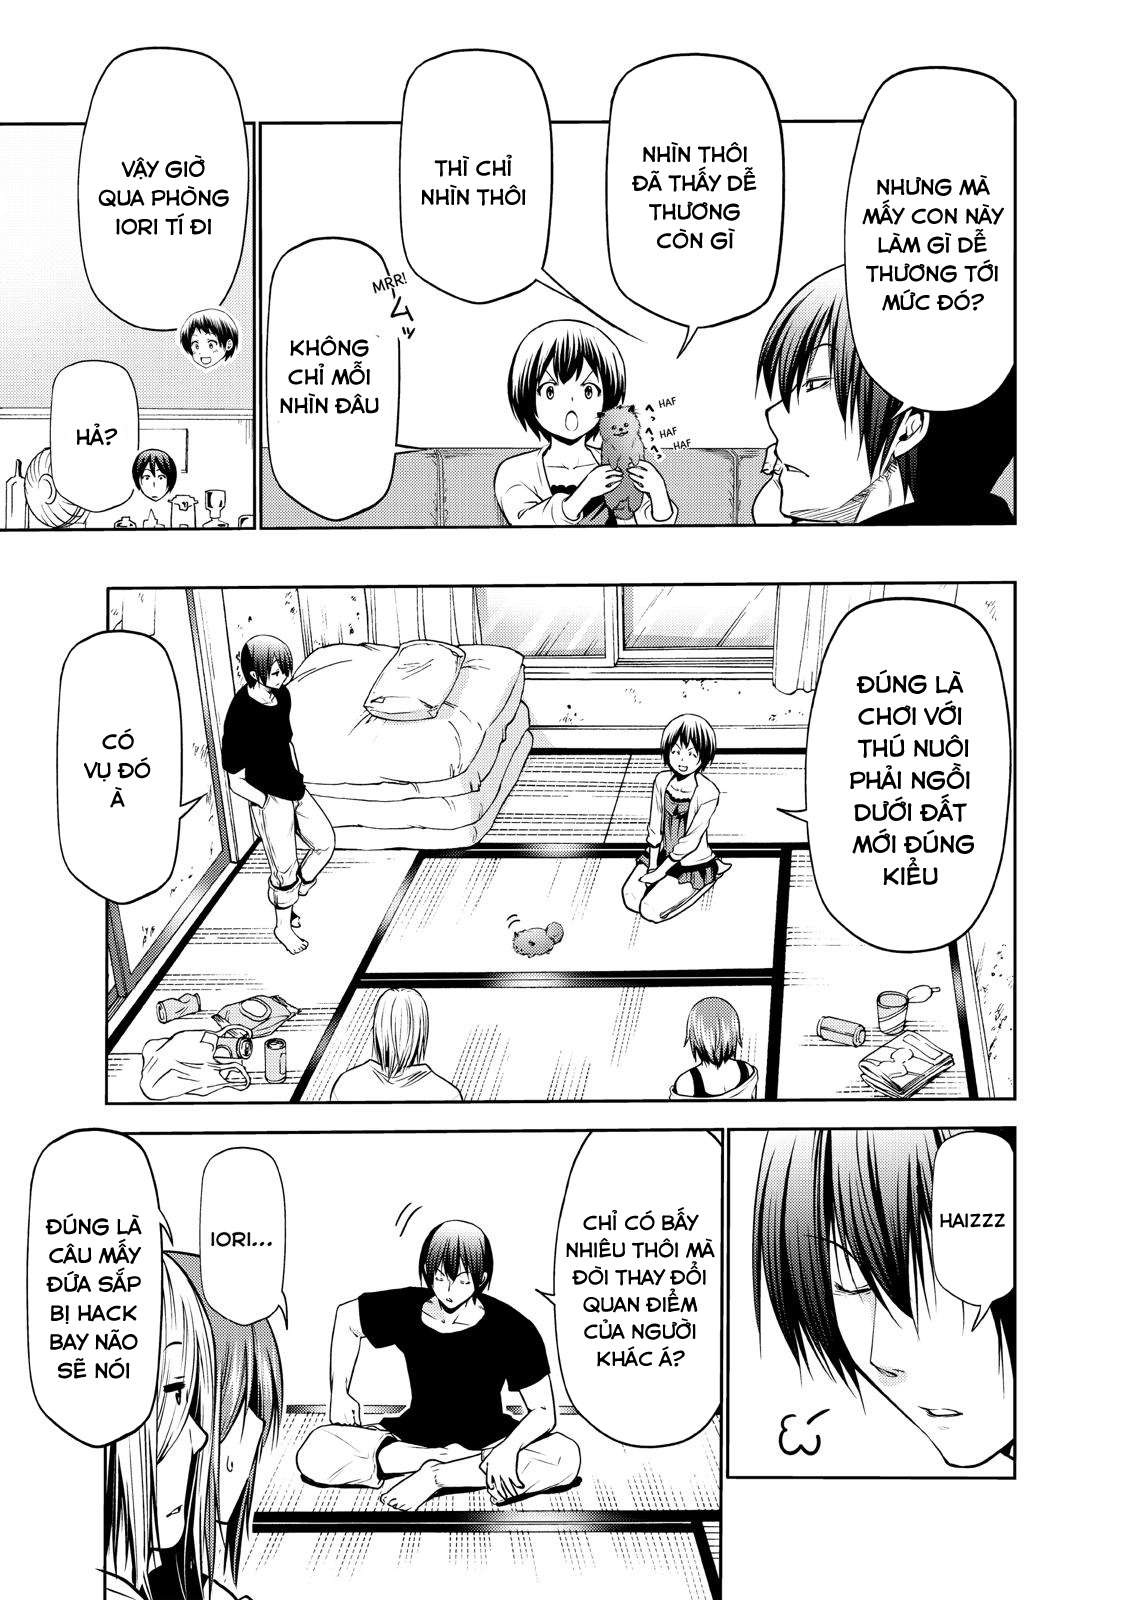 NHƯNG MÀ
MẤY CON NÀY
LÀM GÌ DỄ
THƯƠNG TỚI
MỨC ĐÓ?
NHÌN THÔI
ĐÃ THẤY DỄ
THƯƠNG
CÒN GÌ
HAF
HAF
HAF
THÌ CHỈ
NHÌN THÔI
MRR!
ムッ
KHÔNG
CHỈ MỖI
NHÌN ĐÂU
VẬY GIỜ
QUA PHÒNG
IORI TÍ ĐI
HẢ?
ĐÚNG LÀ
CHƠI VỚI
THÚ NUÔI
PHẢI NGỒI
DƯỚI ĐẤT
MỚI ĐÚNG
KIỂU
CÓ
VỤ ĐÓ
À
HAIZZZ
CHỈ CÓ BẤY
NHIÊU THÔI MÀ
ĐÒI THAY ĐỔI
QUAN ĐIỂM
CỦA NGƯỜI
KHÁC Á?
IORI...
ĐÚNG LÀ
CÂU MẤY
ĐỨA SẮP
BỊ HACK
BAY NÃO
SẼ NÓI